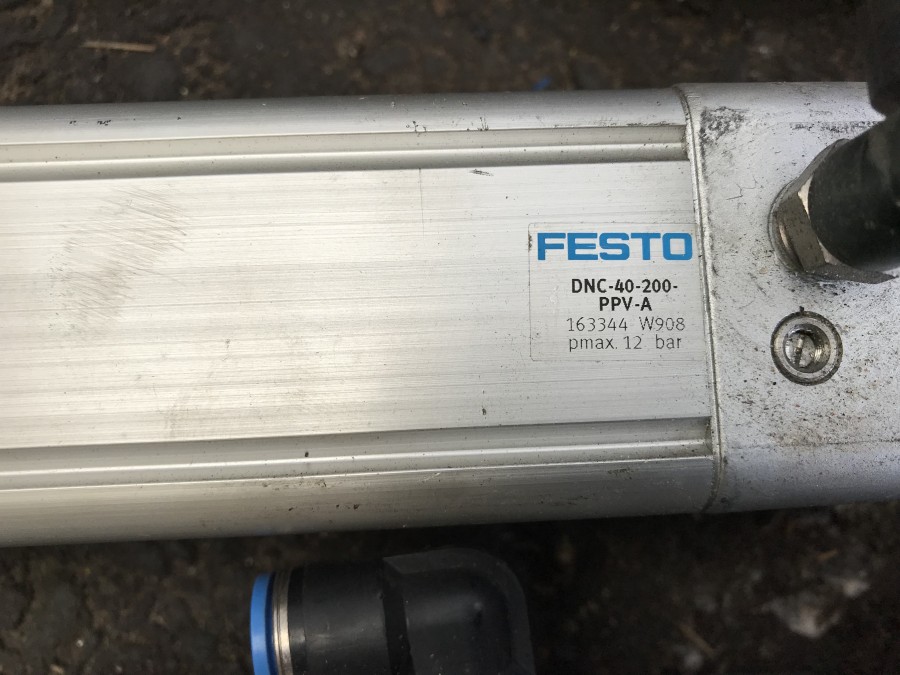 FESTO
DNC-40-200-
PPV-A
163344 W908
pmax. 12 bar